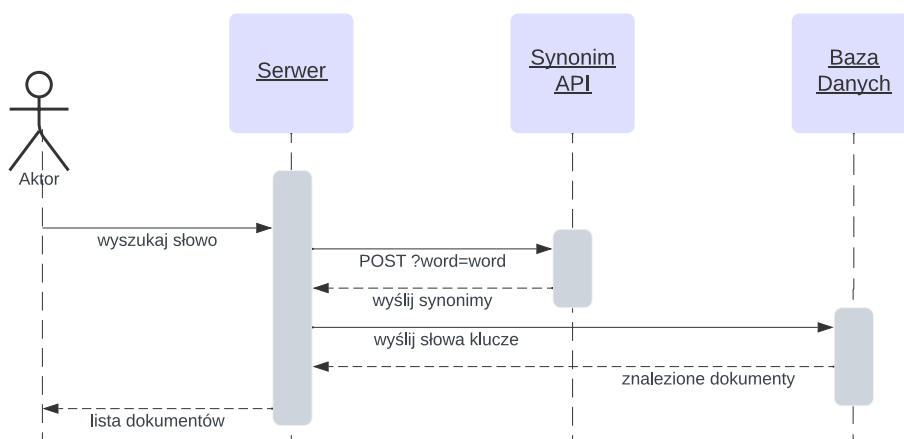 Serwer
Synonim
API
Baza
Danych
Aktor
wyszukaj słowo
POST ?word=word
wyślij synonimy
wyślij słowa klucze
znalezione dokumenty
lista dokumentów